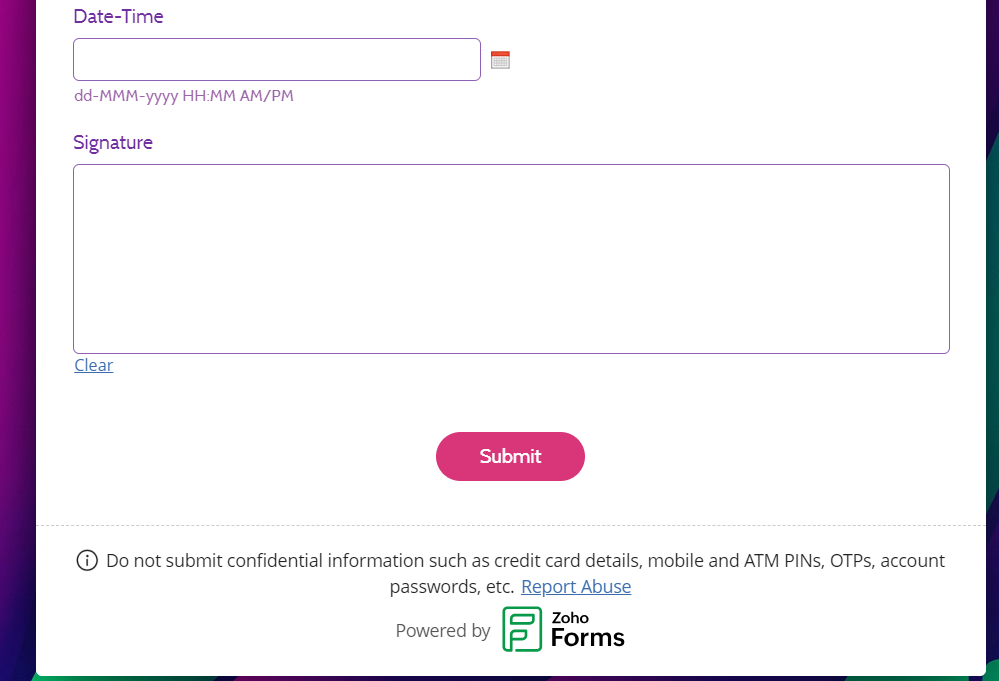 Date-Time
dd-MMM-yyyy HH:MM AM/PM
Signature
Clear
Submit
Do not submit confidential information such as credit card details, mobile and ATM PINs, OTPs, account
passwords, etc. Report Abuse
Powered by Zoho
Forms